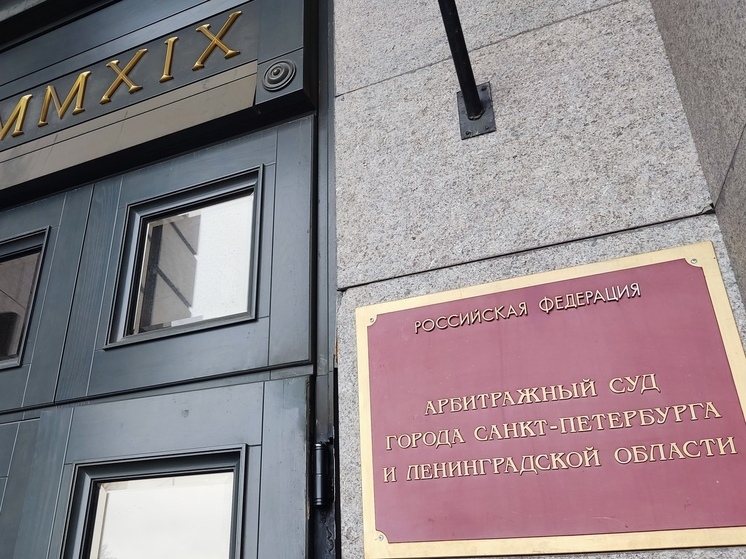 MMXIX
РОССИЙСКАЯ ФЕДЕРАЦИЯ
АРБИТРАЖНЫЙ СУД
ГОРОДА САНКТ-ПЕТЕРБУРГА
И ЛЕНИНГРАДСКОЙ ОБЛАСТИ